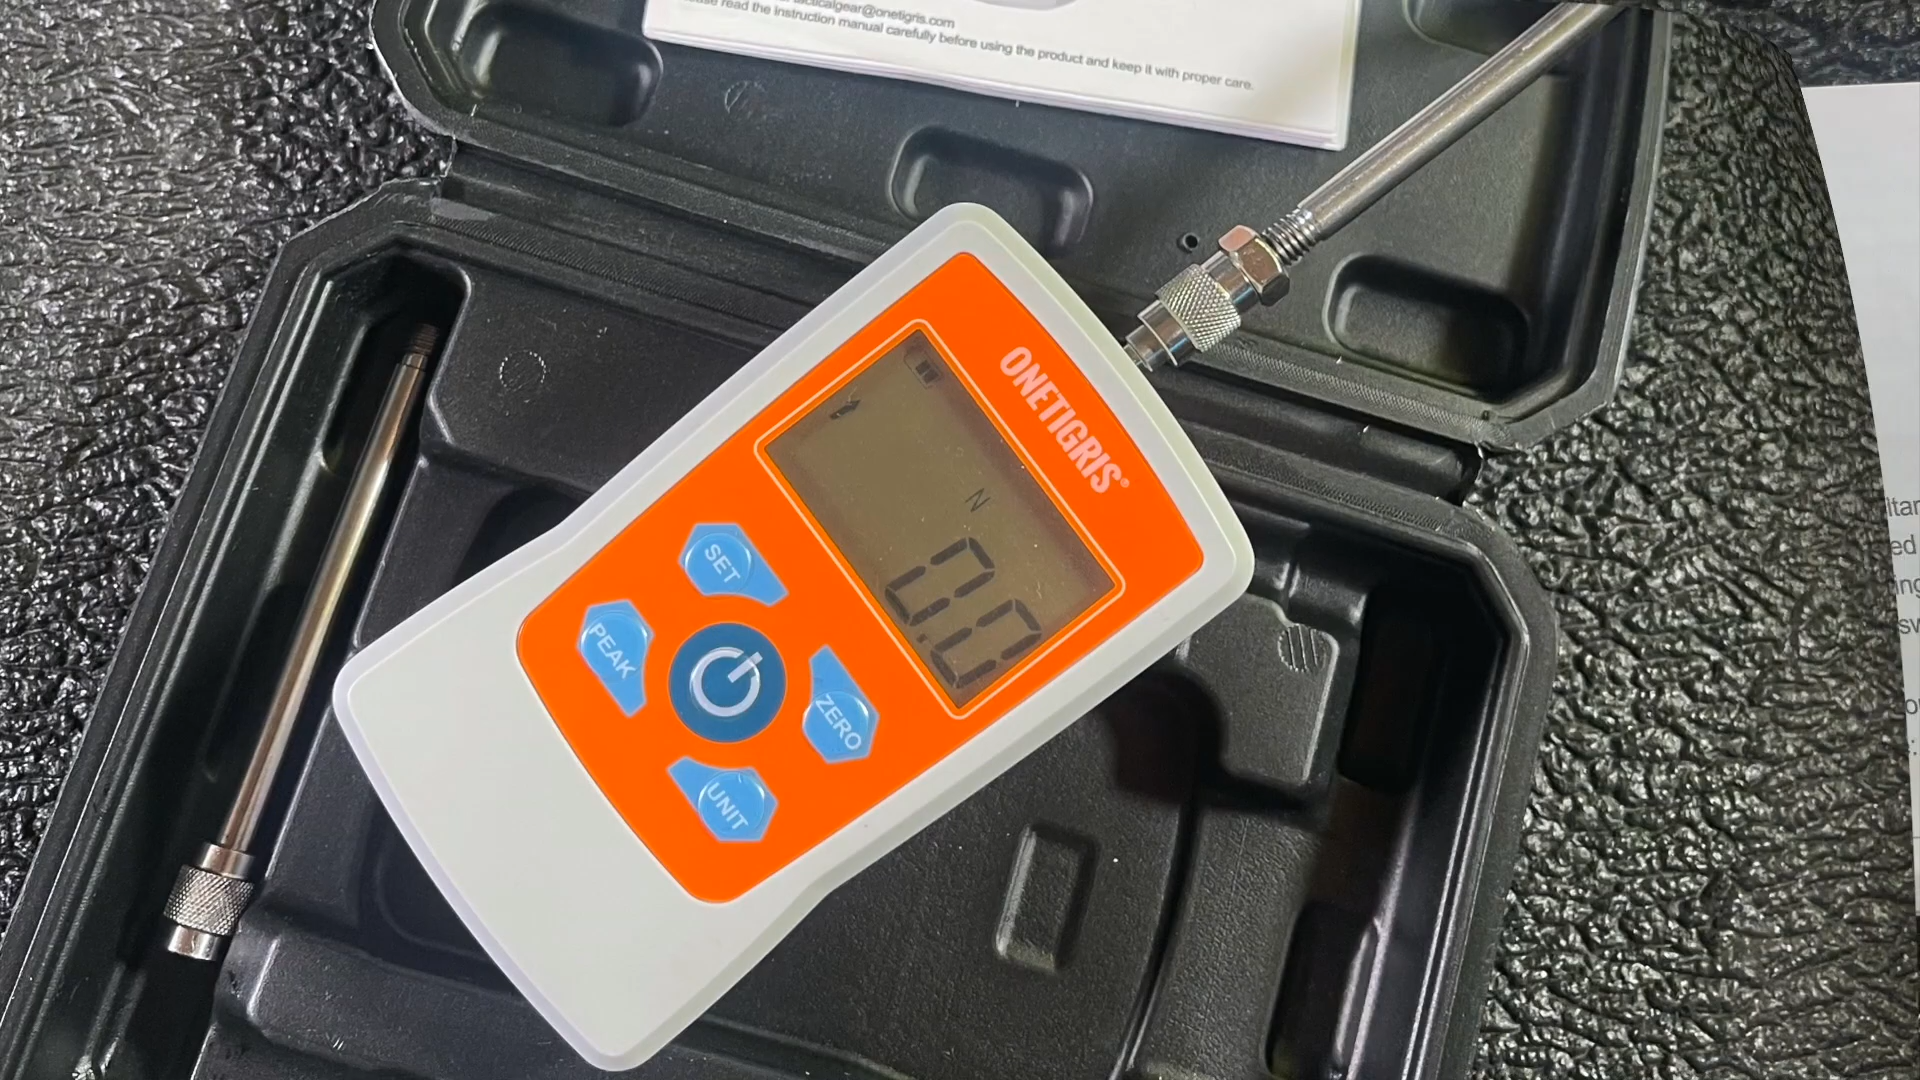 tacticalgear@onetigris.com
read the Instruction manual carefully before using the product and keep it with proper care.
ONETIGRIS®
N
0.0
SET
PEAK
ZERO
UNIT
ed